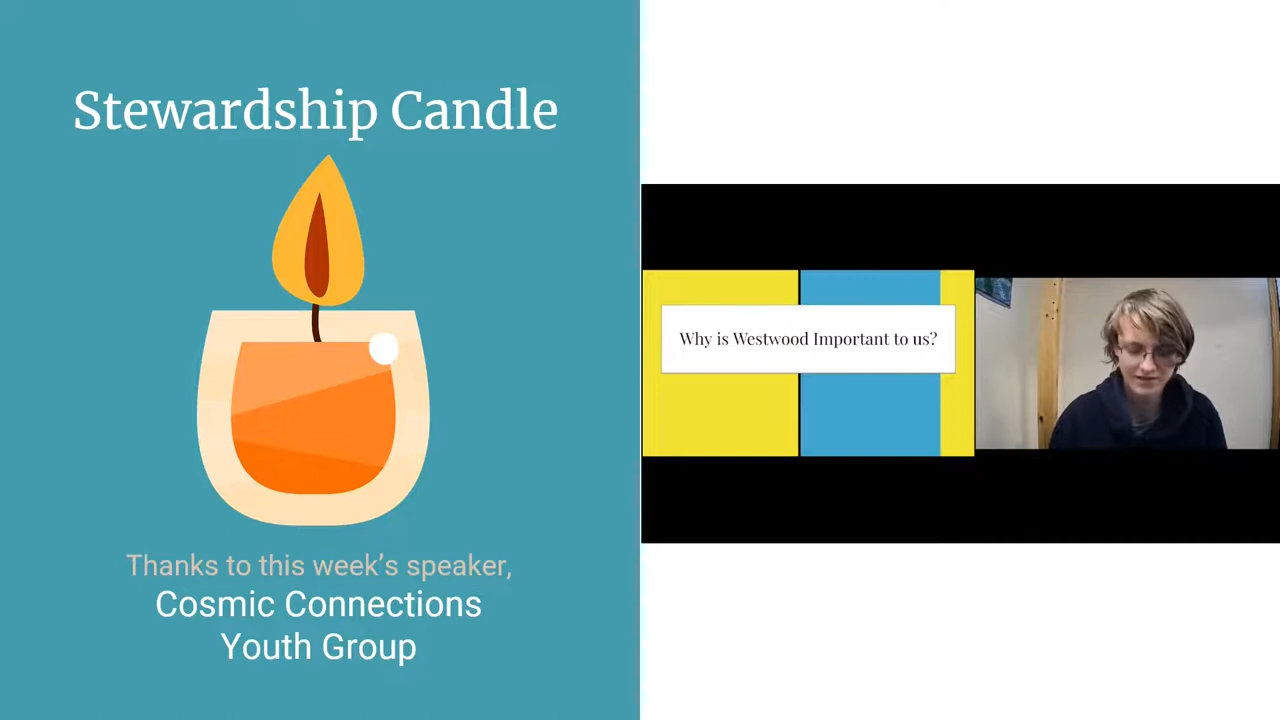 Stewardship Candle
Thanks to this week’s speaker,
Cosmic Connections
Youth Group
Why is Westwood Important to us?